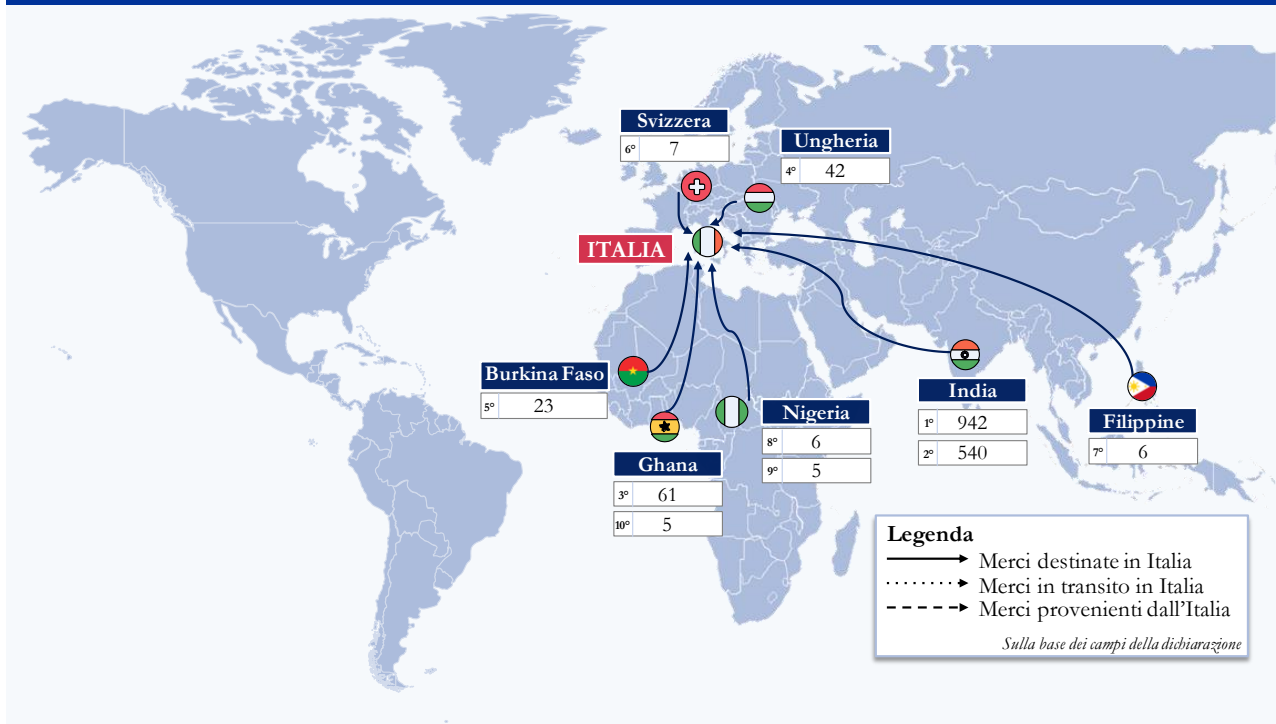 Svizzera
6° 7
Ungheria
4° 42
ITALIA
Burkina Faso
5° 23
Ghana
3° 61
10° 5
Nigeria
8° 6
9° 5
India
1° 942
2° 540
Filippine
7° 6
Legenda
Merci destinate in Italia
Merci in transito in Italia
Merci provenienti dall'Italia
Sulla base dei campi della dichiarazione